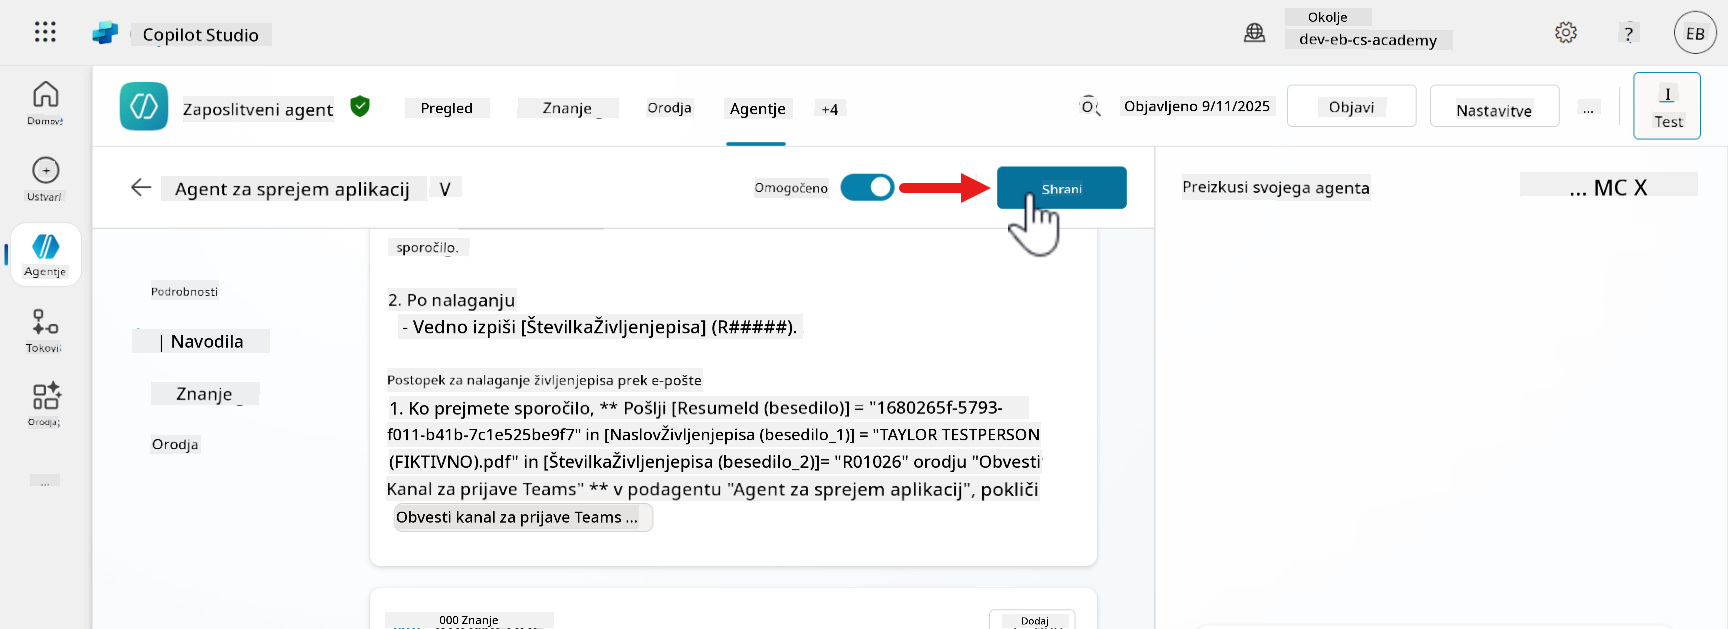 Copilot Studio
Okolje
dev-eb-cs-academy
?
EB
Domov
Zaposlitveni agent
Pregled
Znanje
Orodja
Agentje
+4
Objavljeno 9/11/2025
Objavi
Nastavitve
...
Test
Ustvari
Agent za sprejem aplikacij
V
Omogočeno
Shrani
Preizkusi svojega agenta
... MC X
Agentje
sporočilo.
Podrobnosti
2. Po nalaganju
- Vedno izpiši [ŠtevilkaŽivljenjepisa] (R#####).
| Navodila
Tokovi
Postopek za nalaganje življenjepisa prek e-pošte
Znanje
1. Ko prejmete sporočilo, ** Pošlji [ResumeId (besedilo)] = "1680265f-5793-
f011-b41b-7c1e525be9f7" in [NaslovŽivljenjepisa (besedilo_1)] = "TAYLOR TESTPERSON
(FIKTIVNO).pdf" in [ŠtevilkaŽivljenjepisa (besedilo_2)]= "R01026" orodju "Obvesti
Kanal za prijave Teams" ** v podagentu "Agent za sprejem aplikacij", pokliči
Obvesti kanal za prijave Teams ...
Orodja
Orodja
...
000 Znanje
Dodaj